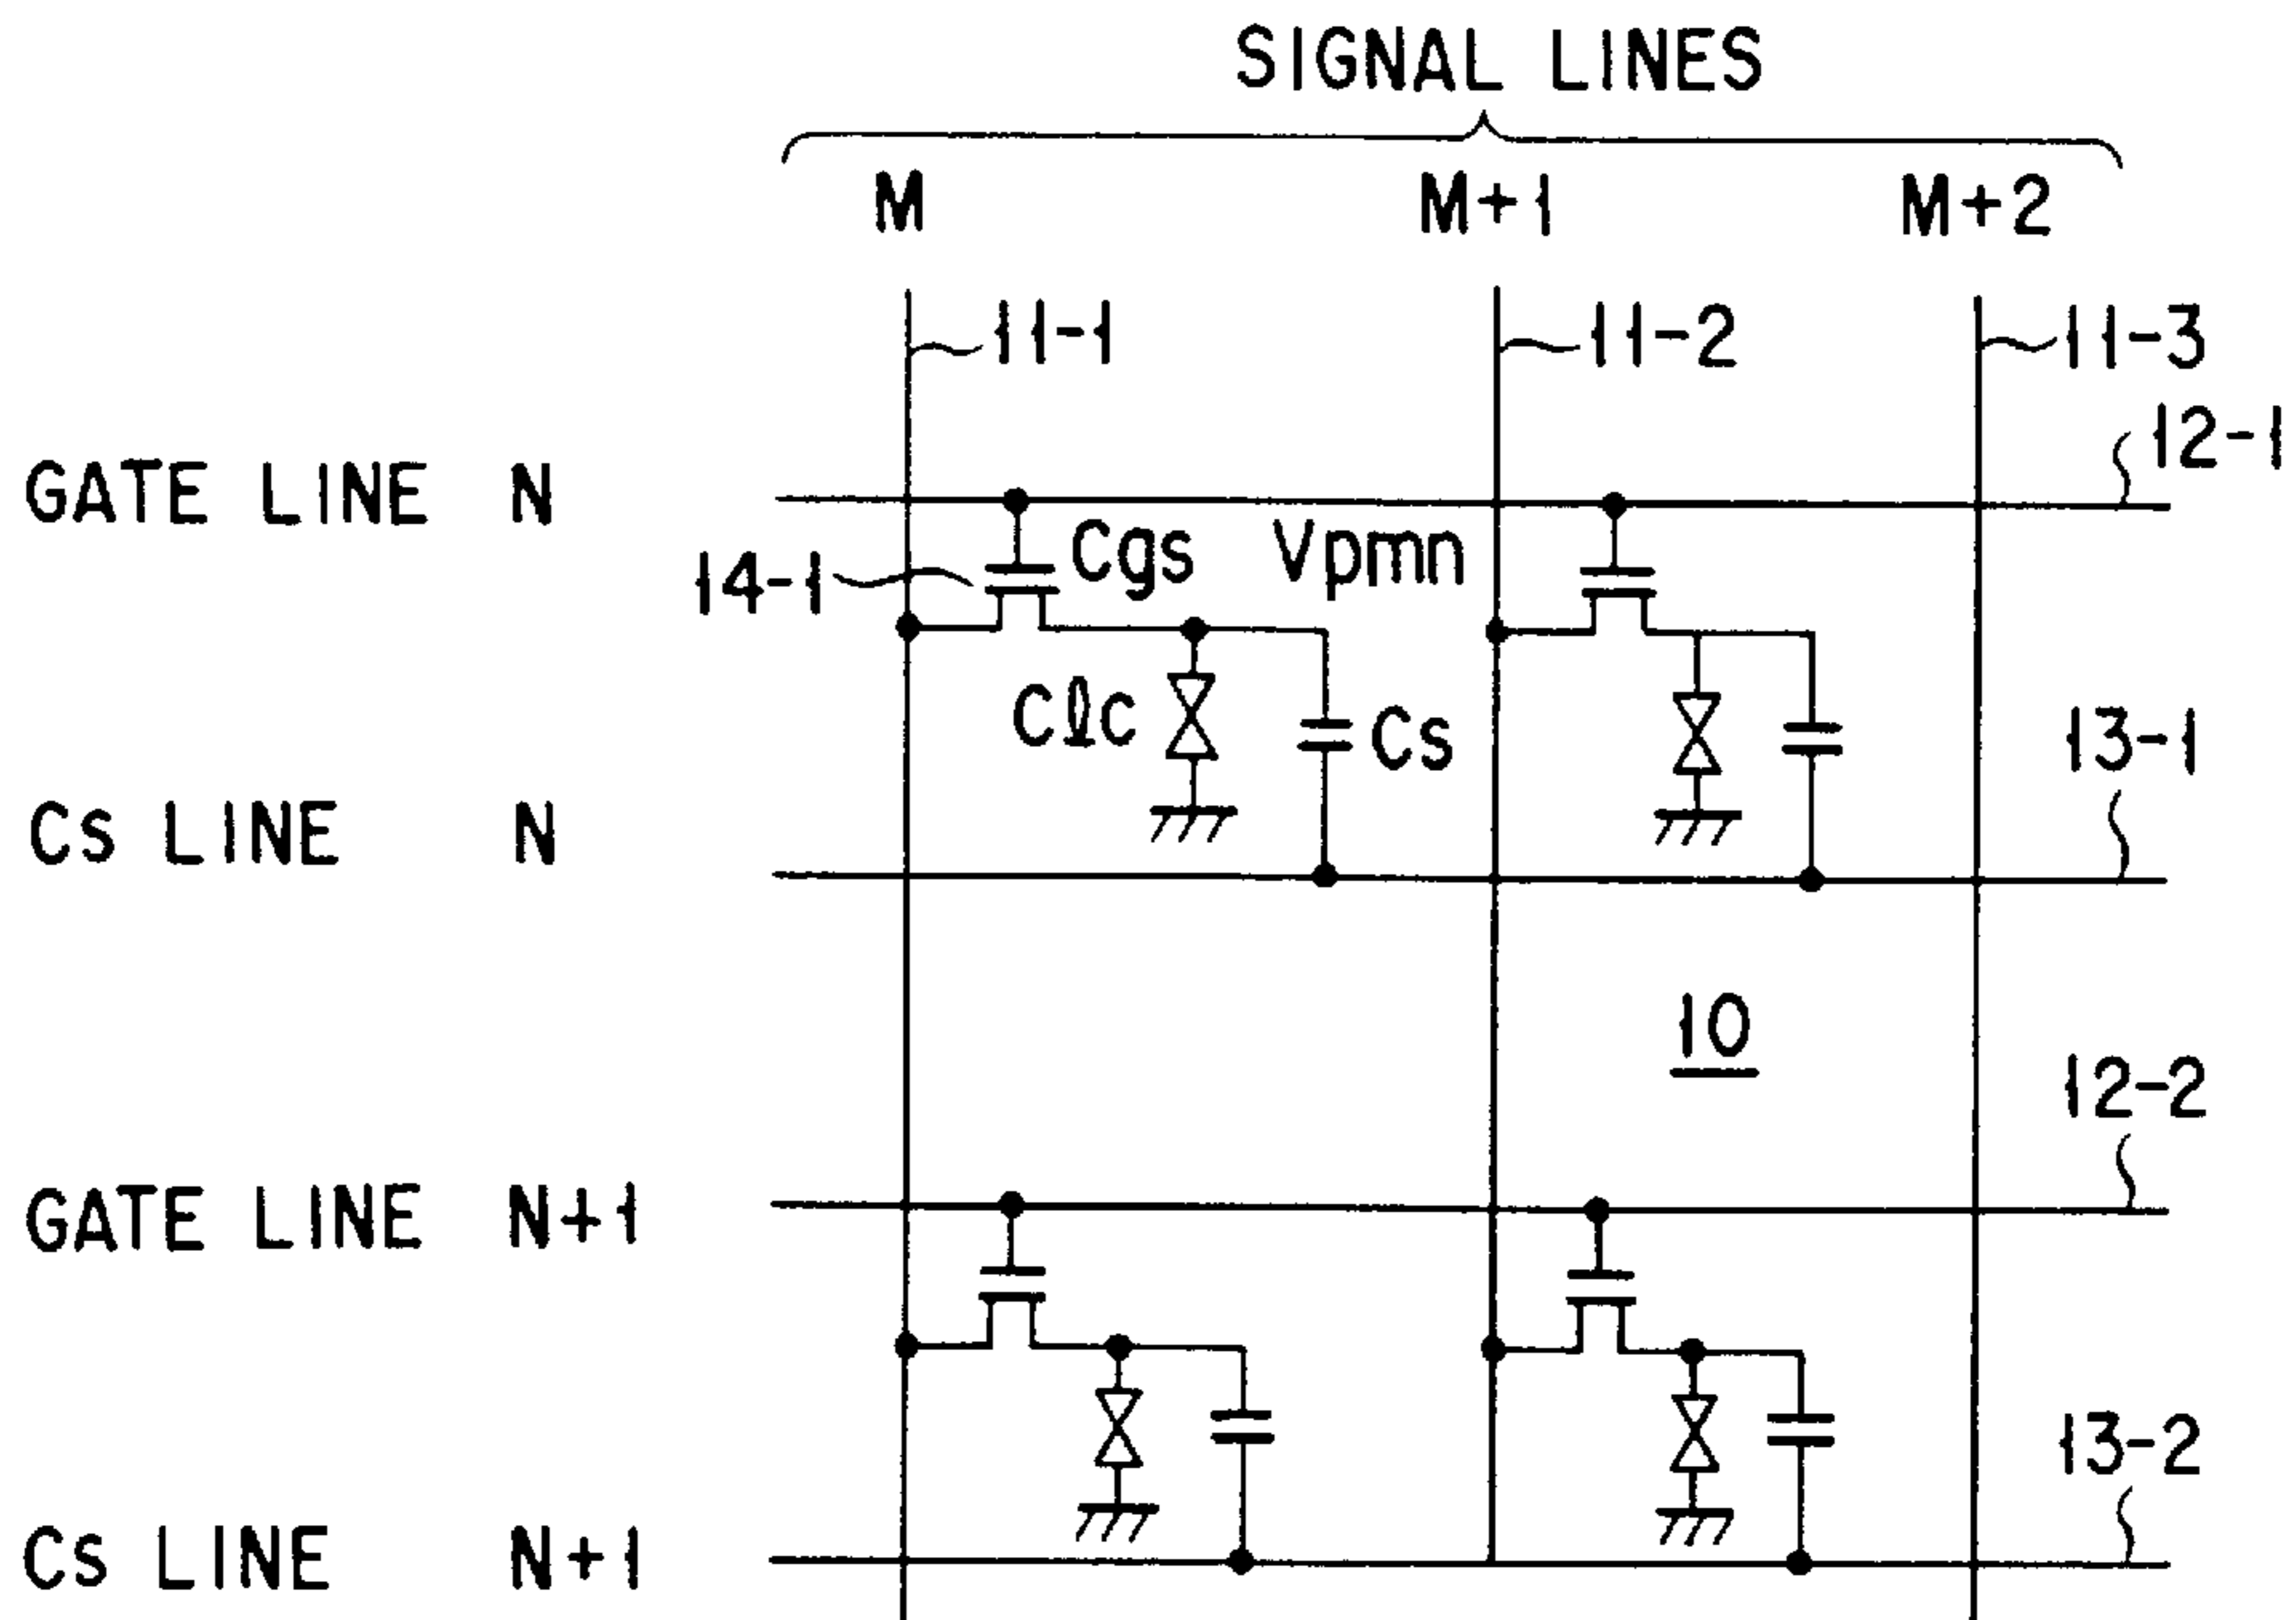 SIGNAL LINES
M M+1 M+2
11-1 11-2 11-3
12-1
GATE LINE N
Cgs Vpmn
14-1
Clc Cs 13-1
Cs LINE N
10
12-2
GATE LINE N+1
13-2
Cs LINE N+1